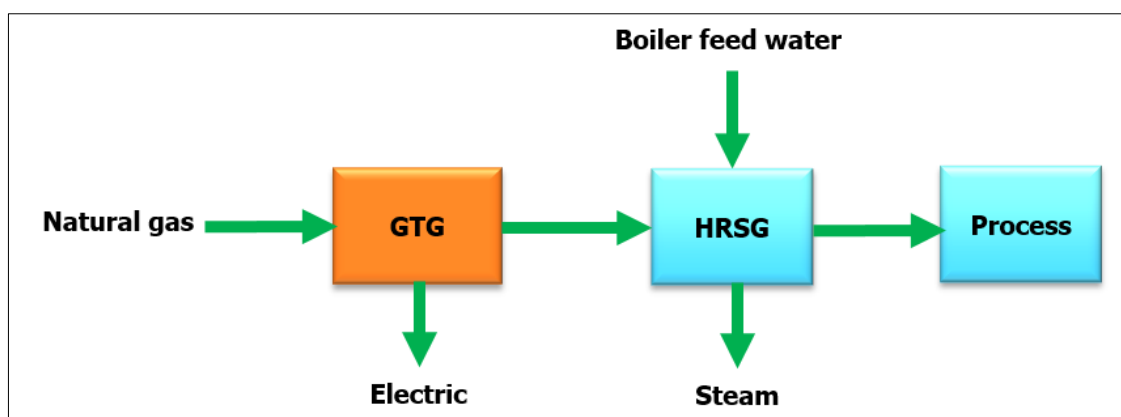 Boiler feed water
Natural gas
GTG
HRSG
Process
Electric
Steam